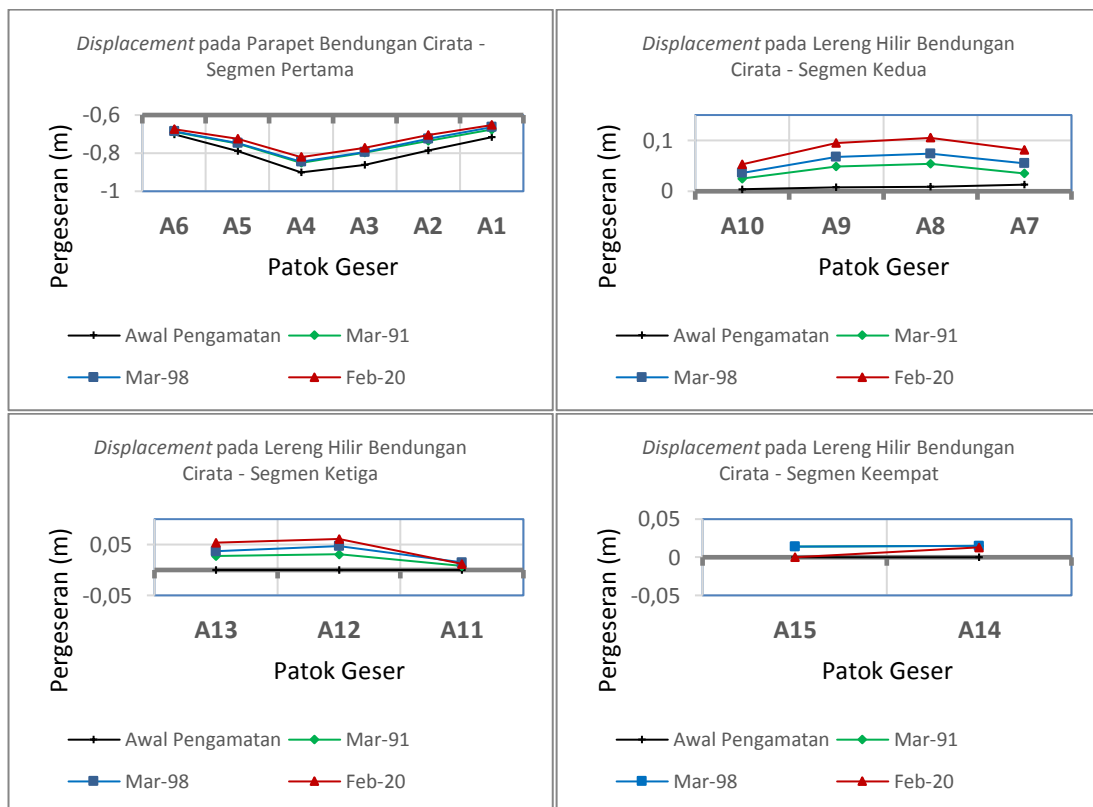 Displacement pada Parapet Bendungan Cirata -
Segmen Pertama
-0,6
-0,8
-1
Pergeseran (m)
A6 A5 A4 A3 A2 A1
Patok Geser
Awal Pengamatan Mar-91
Mar-98 Feb-20
Displacement pada Lereng Hilir Bendungan
Cirata - Segmen Kedua
0,1
0
Pergeseran (m)
A10 A9 A8 A7
Patok Geser
Awal Pengamatan Mar-91
Mar-98 Feb-20
Displacement pada Lereng Hilir Bendungan
Cirata - Segmen Ketiga
0,05
-0,05
Pergeseran (m)
A13 A12 A11
Patok Geser
Awal Pengamatan Mar-91
Mar-98 Feb-20
Displacement pada Lereng Hilir Bendungan
Cirata - Segmen Keempat
0,05
0
-0,05
Pergeseran (m)
A15 A14
Patok Geser
Awal Pengamatan Mar-91
Mar-98 Feb-20